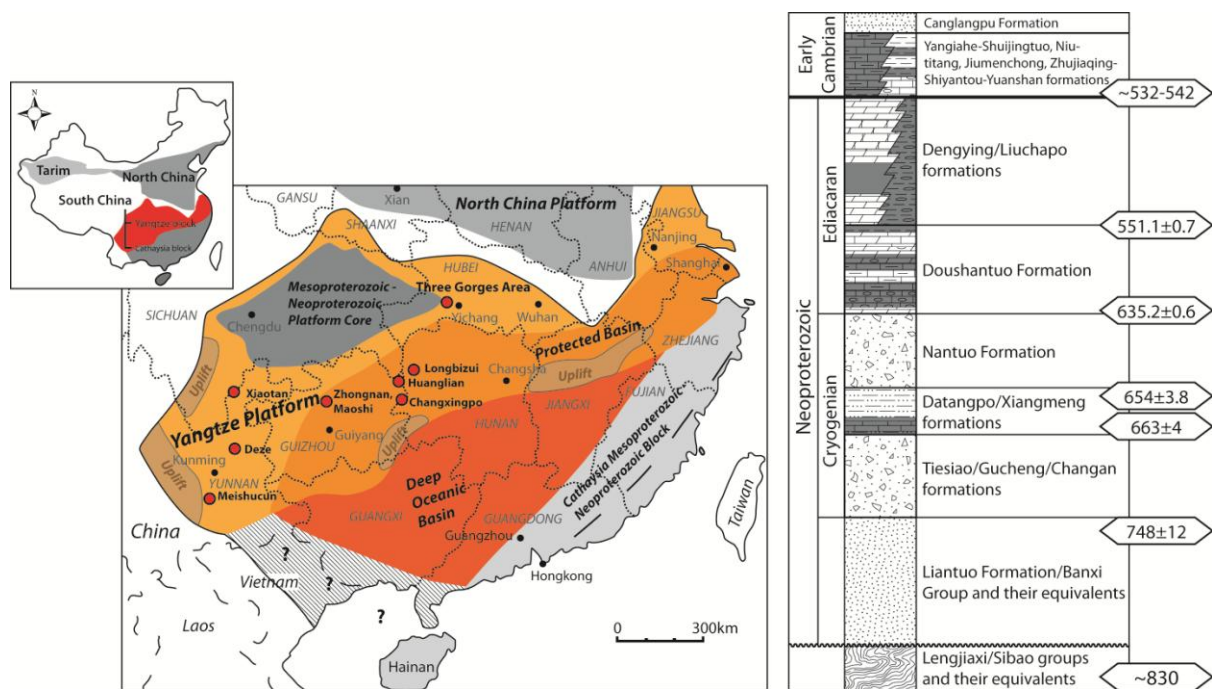 N
Tarim
North China
South China
Yangtze block
Cathaysia block
GANSU
Xian
North China Platform
JIANGSU
SHAANXI
HENAN
Nanjing
ANHUI
Shanghai
HUBEI
Three Gorges Area
Mesoproterozoic -
Neoproterozoic
Platform Core
Yichang
Wuhan
SICHUAN
Chengdu
Protected Basin
ZHEJIANG
Uplift
Longbizui
Huanglian
Changsha
Uplift
Xiaotan
Zhongnan,
Maoshi
Changxingpo
FUJIAN
JIANGXI
Yangtze Platform
HUNAN
GUIZHOU
Guiyang
Uplift
Deze
Kunming
Uplift
YUNNAN
Meishucun
Deep
Oceanic
Basin
GUANGXI
GUANGDONG
Guangzhou
Cathaysia Mesoproterozoic-
Neoproterozoic Block
Taiwan
China
?
Vietnam
?
Hongkong
?
Laos
0 300km
Hainan
Early
Cambrian
Canglangpu Formation
Yangiahe-Shuijingtuo, Niu-
titang, Jiumenchong, Zhujiaqing-
Shiyantou-Yuanshan formations
~532-542
Neoproterozoic
Ediacaran
Dengying/Liuchapo
formations
551.1±0.7
Doushantuo Formation
635.2±0.6
Cryogenian
Nantuo Formation
654±3.8
Datangpo/Xiangmeng
formations
663±4
Tiesiao/Gucheng/Changan
formations
748±12
Liantuo Formation/Banxi
Group and their equivalents
Lengjiaxi/Sibao groups
and their equivalents
~830